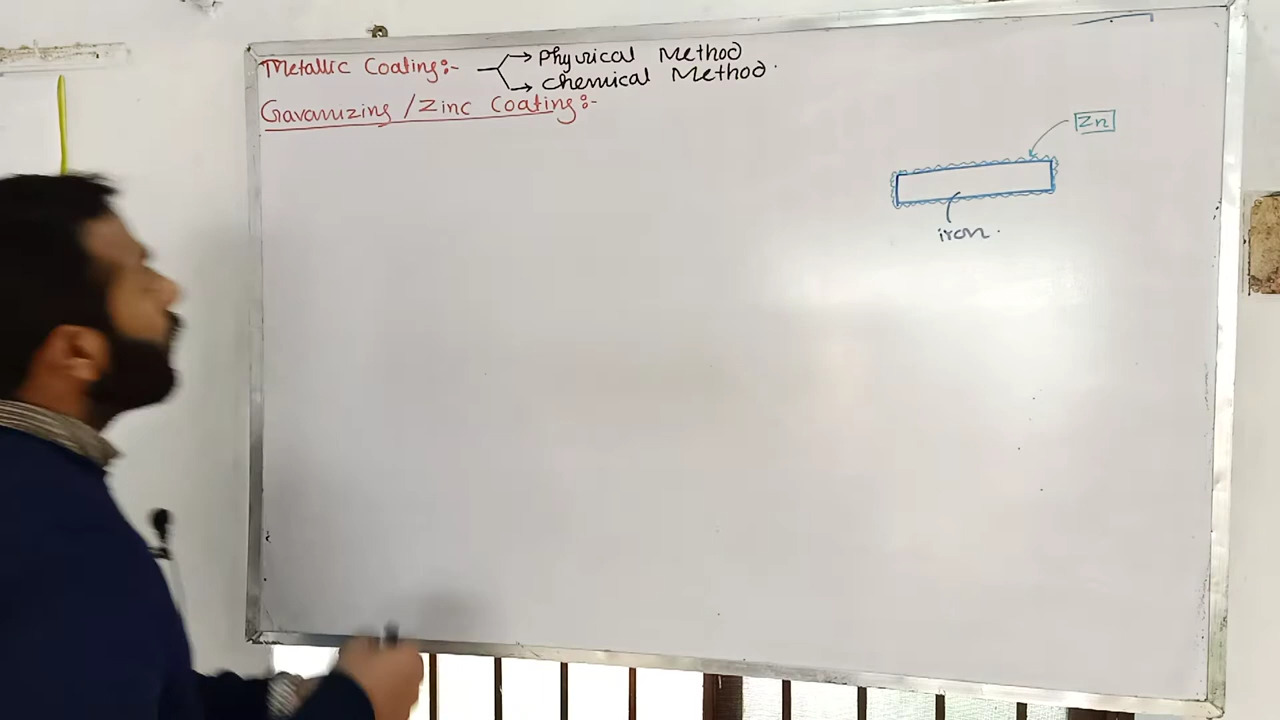 Metallic Coating:- → Physical Method
→ Chemical Method.
Gavanizing / Zinc Coating:-
Zn
iron.